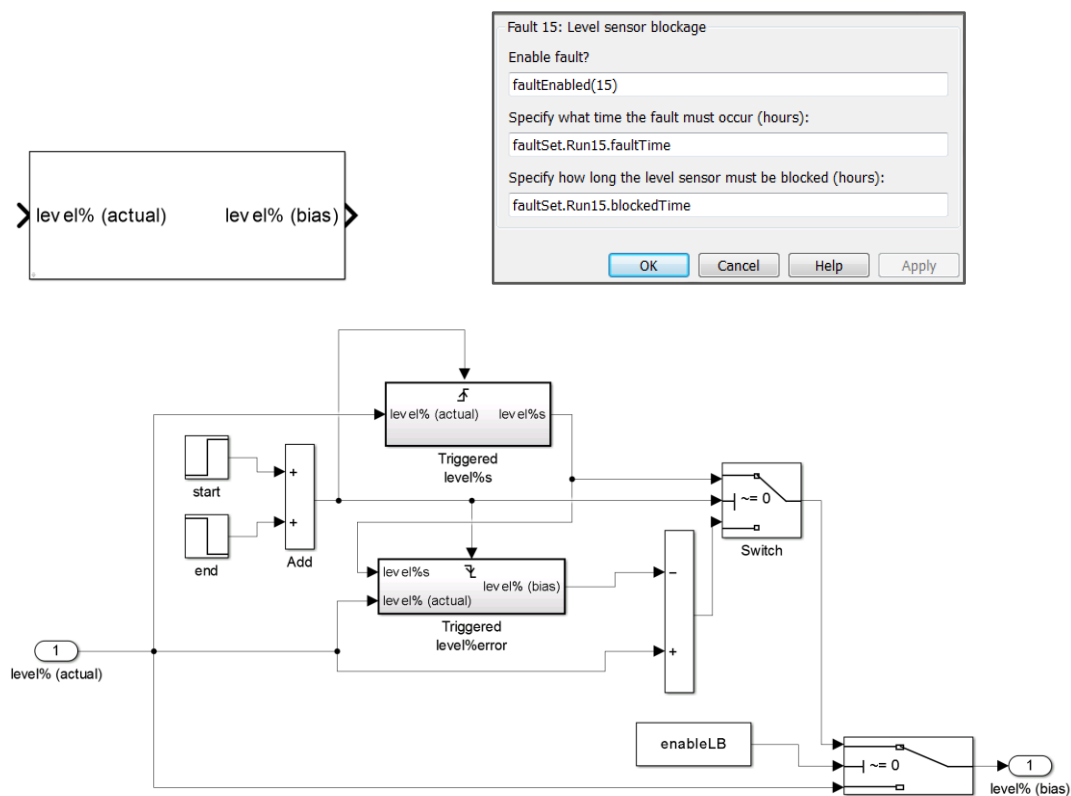 Fault 15: Level sensor blockage
Enable fault?
faultEnabled(15)
Specify what time the fault must occur (hours):
faultSet.Run15.faultTime
Specify how long the level sensor must be blocked (hours):
faultSet.Run15.blockedTime
OK Cancel Help Apply
level% (actual) level% (bias)
level% (actual) level%s
Triggered
level%s
start
+
+
Add
end
~= 0
Switch
level%s
level% (bias)
level% (actual)
Triggered
level%error
−
+
1
level% (actual)
enableLB
~= 0
1
level% (bias)